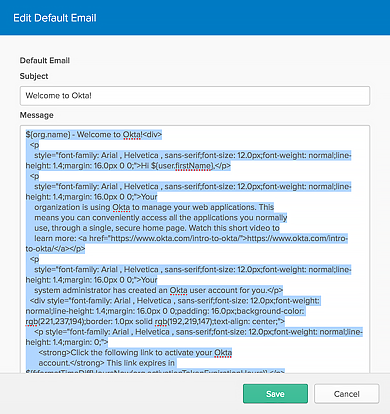 Edit Default Email
Default Email
Subject
Welcome to Okta!
Message
${org.name} - Welcome to Okta!<div>
<p
style="font-family: Arial , Helvetica , sans-serif;font-size: 12.0px;font-weight: normal;line-
height: 1.4;margin: 16.0px 0 0;">Hi ${user.firstName},</p>
<p
style="font-family: Arial , Helvetica , sans-serif;font-size: 12.0px;font-weight: normal;line-
height: 1.4;margin: 16.0px 0 0;">Your
organization is using Okta to manage your web applications. This
means you can conveniently access all the applications you normally
use, through a single, secure home page. Watch this short video to
learn more: <a href="https://www.okta.com/intro-to-okta/">https://www.okta.com/intro-
to-okta/</a></p>
<p
style="font-family: Arial , Helvetica , sans-serif;font-size: 12.0px;font-weight: normal;line-
height: 1.4;margin: 16.0px 0 0;">Your
system administrator has created an Okta user account for you.</p>
<div style="font-family: Arial , Helvetica , sans-serif;font-size: 12.0px;font-weight:
normal;line-height: 1.4;margin: 16.0px 0 0;padding: 16.0px;background-color:
rgb(221,237,194);border: 1.0px solid rgb(192,219,147);text-align: center;">
<p style="font-family: Arial , Helvetica , sans-serif;font-size: 12.0px;font-weight:
normal;line-height: 1.4;margin: 0;">
<strong>Click the following link to activate your Okta
account.</strong> This link expires in
Save
Cancel